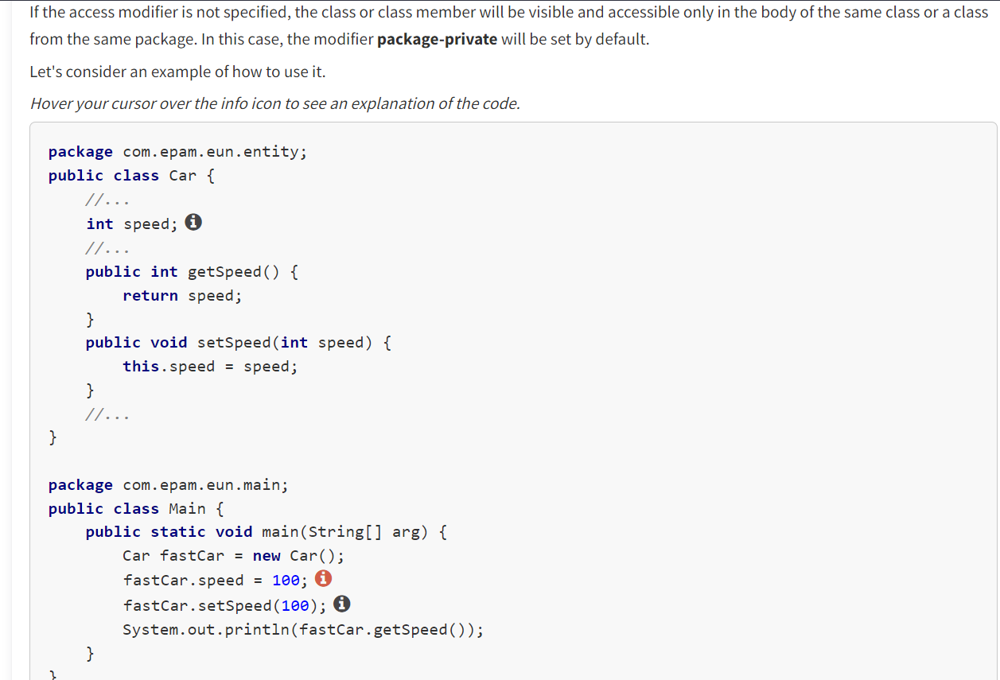 If the access modifier is not specified, the class or class member will be visible and accessible only in the body of the same class or a class
from the same package. In this case, the modifier package-private will be set by default.
Let's consider an example of how to use it.
Hover your cursor over the info icon to see an explanation of the code.
package com.epam.eun.entity;
public class Car {
    //...
    int speed;
    //...
    public int getSpeed() {
        return speed;
    }
    public void setSpeed(int speed) {
        this.speed = speed;
    }
    //...
}
package com.epam.eun.main;
public class Main {
    public static void main(String[] arg) {
        Car fastCar = new Car();
        fastCar.speed = 100;
        fastCar.setSpeed(100);
        System.out.println(fastCar.getSpeed());
    }
}